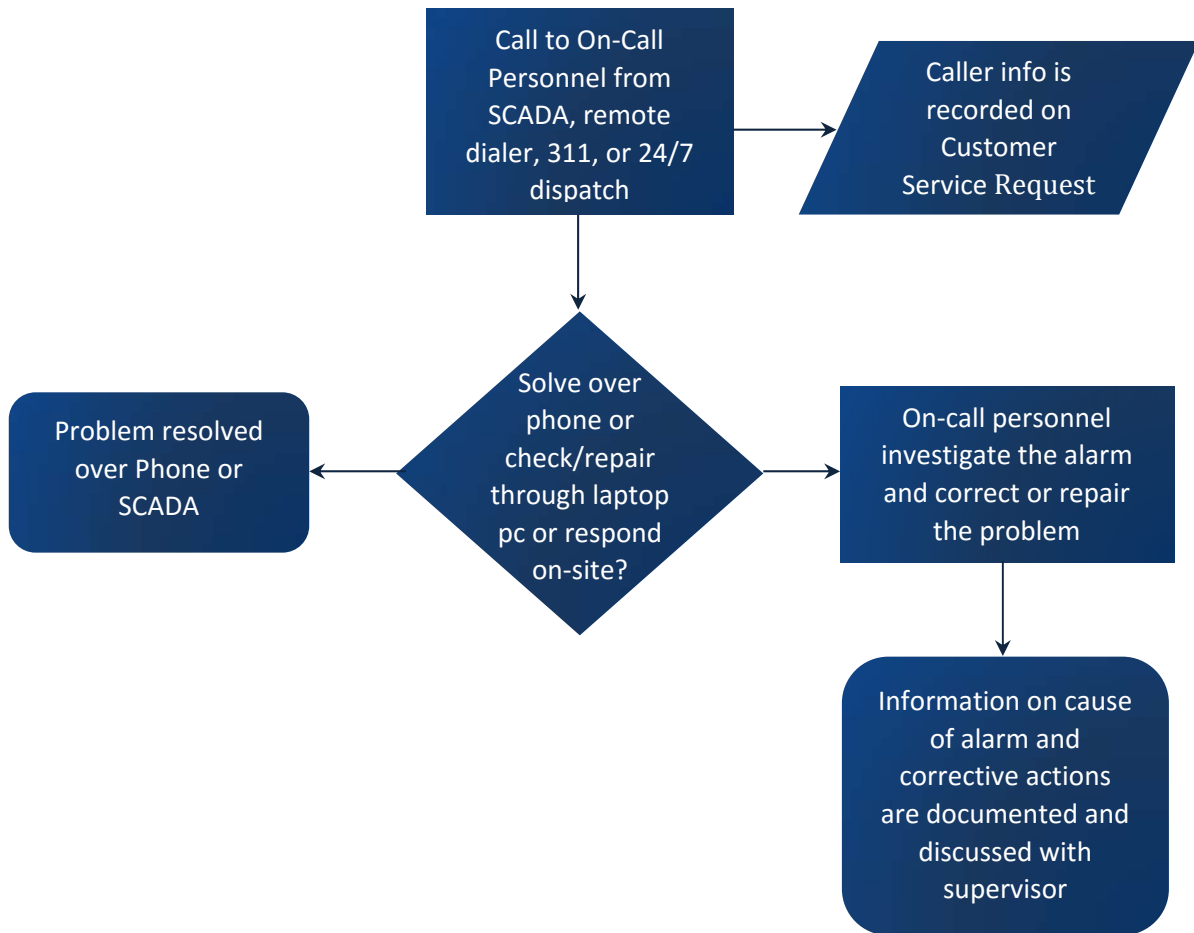 Call to On-Call
Personnel from
SCADA, remote
dialer, 311, or 24/7
dispatch
Caller info is
recorded on
Customer
Service Request
Solve over
phone or
check/repair
through laptop
pc or respond
on-site?
Problem resolved
over Phone or
SCADA
On-call personnel
investigate the alarm
and correct or repair
the problem
Information on cause
of alarm and
corrective actions
are documented and
discussed with
supervisor